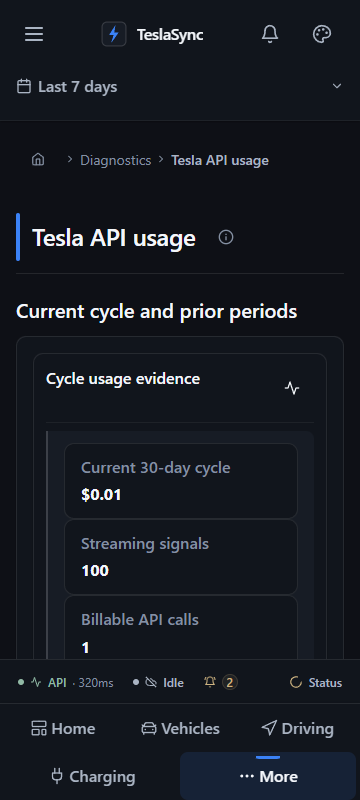 TeslaSync
Last 7 days
Diagnostics Tesla API usage
Tesla API usage
Current cycle and prior periods
Cycle usage evidence
Current 30-day cycle
$0.01
Streaming signals
100
Billable API calls
1
API · 320ms Idle 2 Status
Home Vehicles Driving
Charging More